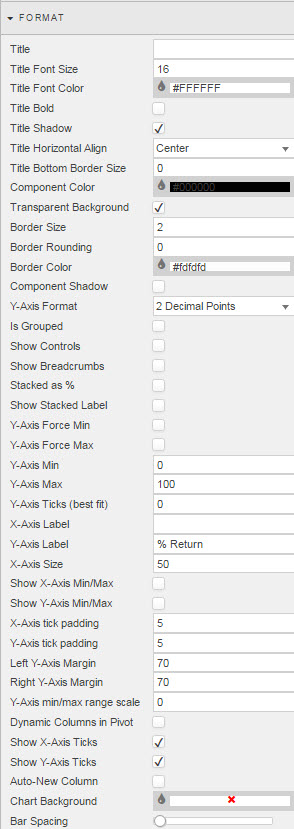 FORMAT
Title
Title Font Size 16
Title Font Color #FFFFFF
Title Bold
Title Shadow
Title Horizontal Align Center
Title Bottom Border Size 0
Component Color #000000
Transparent Background
Border Size 2
Border Rounding 0
Border Color #fdfdfd
Component Shadow
Y-Axis Format 2 Decimal Points
Is Grouped
Show Controls
Show Breadcrumbs
Stacked as %
Show Stacked Label
Y-Axis Force Min
Y-Axis Force Max
Y-Axis Min 0
Y-Axis Max 100
Y-Axis Ticks (best fit) 0
X-Axis Label
Y-Axis Label % Return
X-Axis Size 50
Show X-Axis Min/Max
Show Y-Axis Min/Max
X-Axis tick padding 5
Y-Axis tick padding 5
Left Y-Axis Margin 70
Right Y-Axis Margin 70
Y-Axis min/max range scale 0
Dynamic Columns in Pivot
Show X-Axis Ticks
Show Y-Axis Ticks
Auto-New Column
Chart Background
Bar Spacing